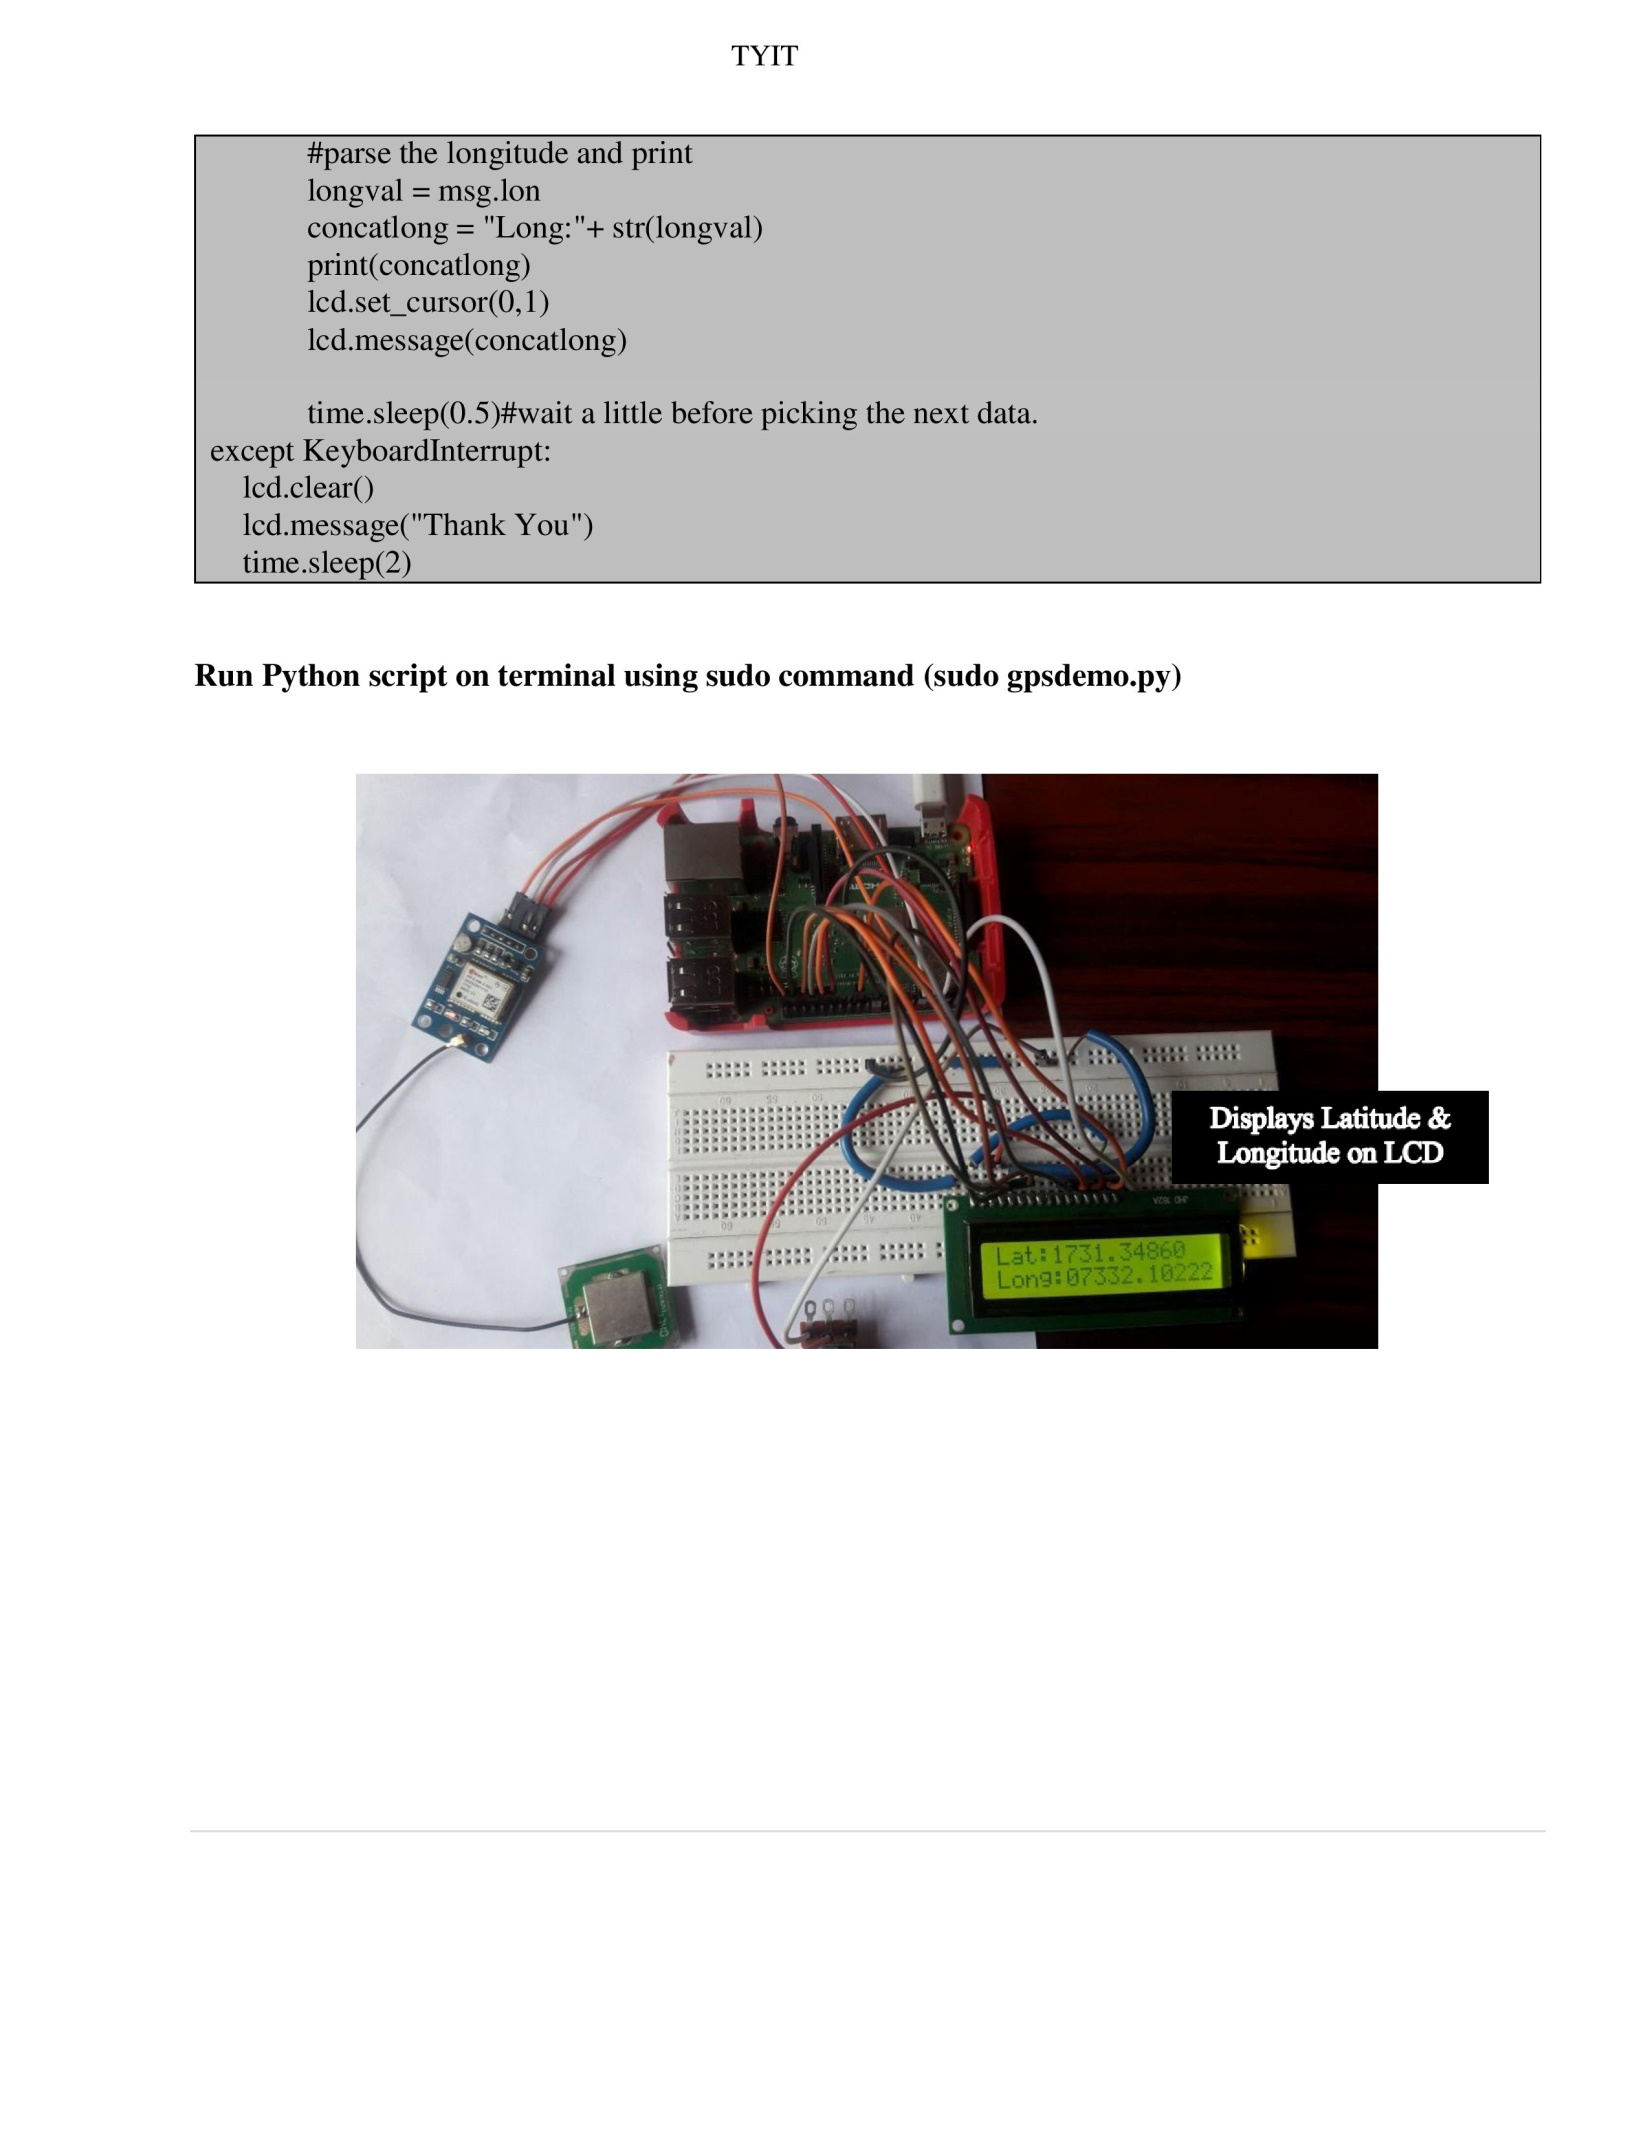 TYIT
#parse the longitude and print
longval = msg.lon
concatlong = "Long:"+ str(longval)
print(concatlong)
lcd.set_cursor(0,1)
lcd.message(concatlong)
time.sleep(0.5)#wait a little before picking the next data.
except KeyboardInterrupt:
lcd.clear()
lcd.message("Thank You")
time.sleep(2)
Run Python script on terminal using sudo command (sudo gpsdemo.py)
Displays Latitude &
Longitude on LCD
JHD 162A
Lat:1731.34860
Long:07332.10222